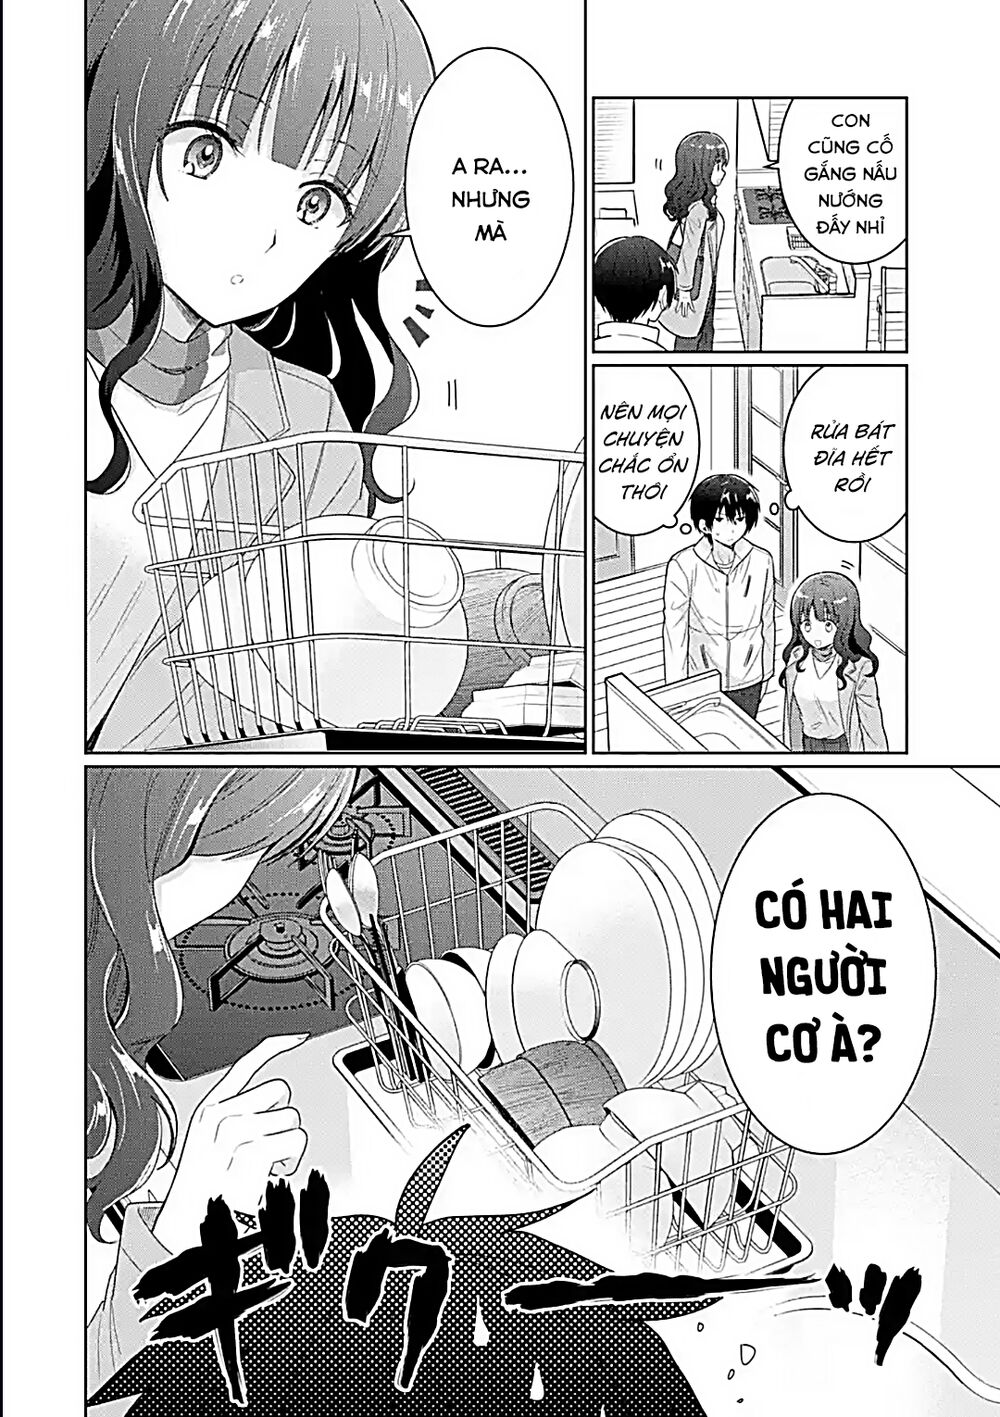 CON
CŨNG CỐ
GẮNG NẤU
NƯỚNG
ĐẤY NHỈ
RỬA BÁT
ĐĨA HẾT
RỒI
NÊN MỌI
CHUYỆN
CHẮC ỔN
THÔI
A RA...
NHƯNG
MÀ
CÓ HAI
NGƯỜI
CƠ À?
ギクーッ